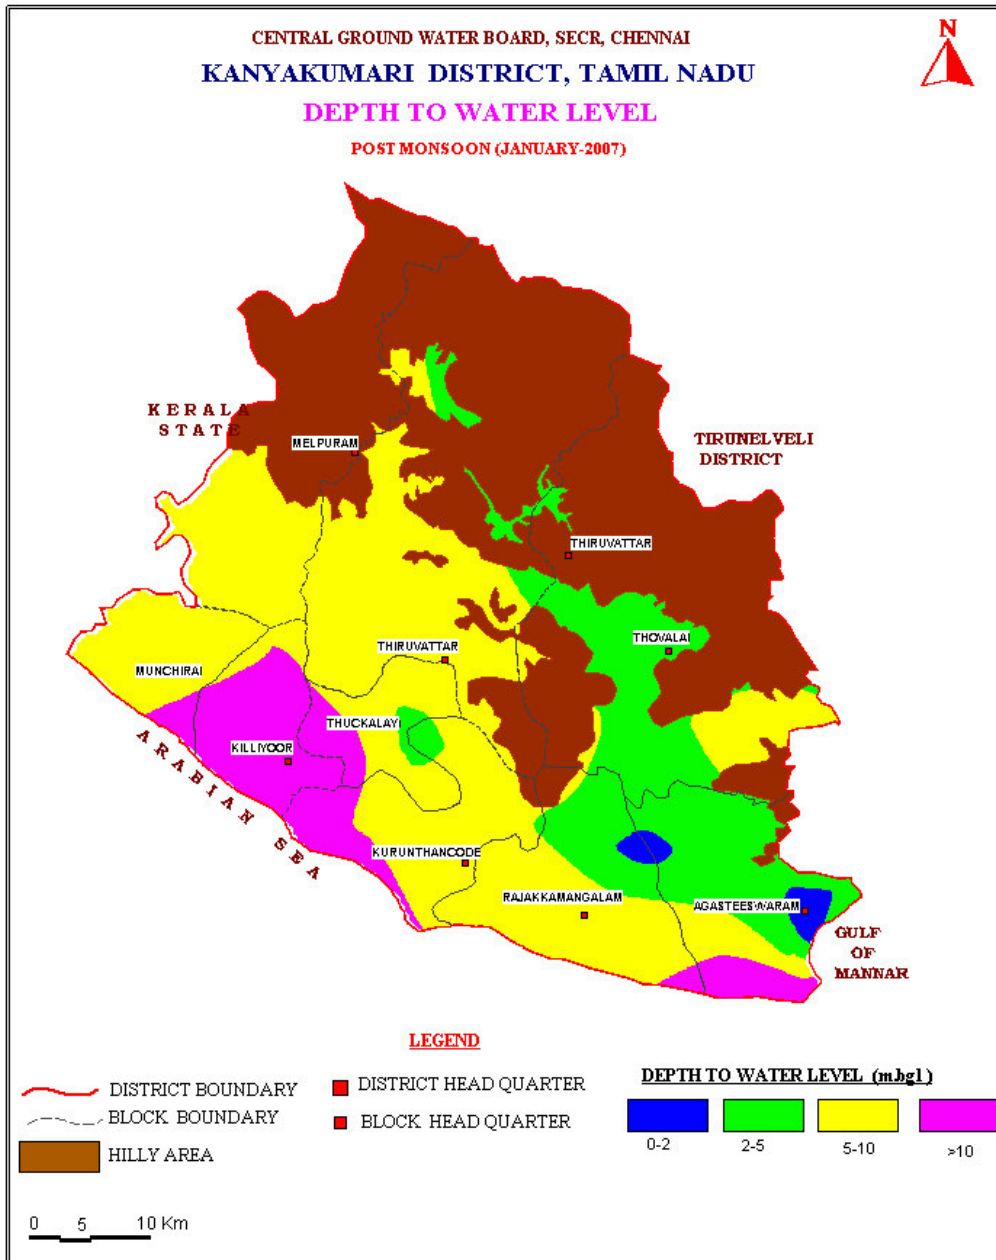 CENTRAL GROUND WATER BOARD, SECR, CHENNAI
KANYAKUMARI DISTRICT, TAMIL NADU
DEPTH TO WATER LEVEL
POST MONSOON (JANUARY-2007)
N
KERALA
STATE
MELPURAM
TIRUNELVELI
DISTRICT
THIRUVATTAR
THOVALAI
THIRUVATTAR
MUNCHIRAI
THUCKALAYI
KILLIYOOR
ARABIAN SEA
KURUNTHANCODE
RAJAKKAMANGALAM
AGASTEESWARAM
GULF
OF
MANNAR
LEGEND
DISTRICT BOUNDARY
BLOCK BOUNDARY
HILLY AREA
DISTRICT HEAD QUARTER
BLOCK HEAD QUARTER
DEPTH TO WATER LEVEL (mbgl)
0-2 2-5 5-10 >10
0 5 10 Km